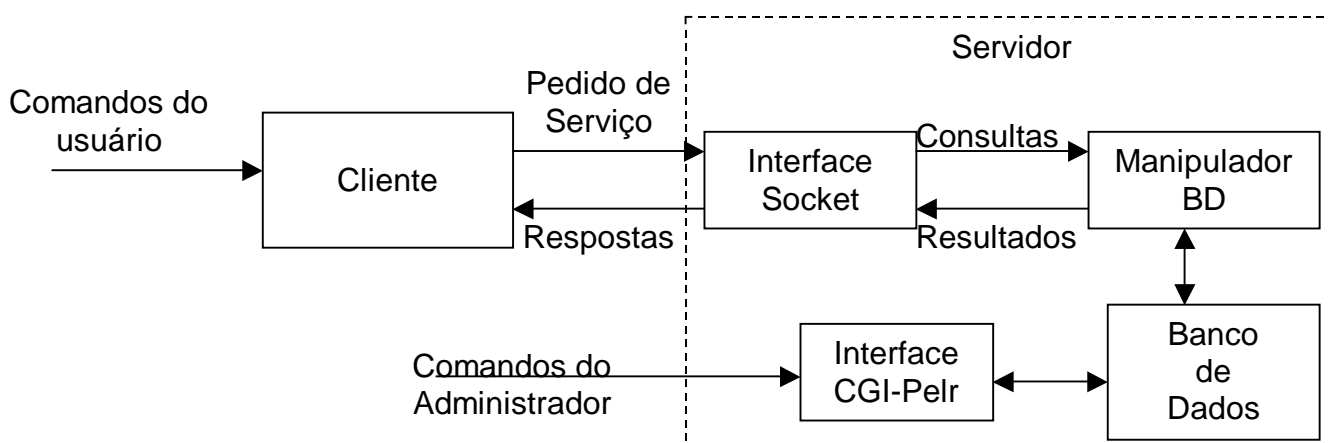 Servidor
Comandos do
usuário
Pedido de
Serviço
Cliente
Respostas
Interface
Socket
Consultas
Resultados
Manipulador
BD
Comandos do
Administrador
Interface
CGI-Pelr
Banco
de
Dados